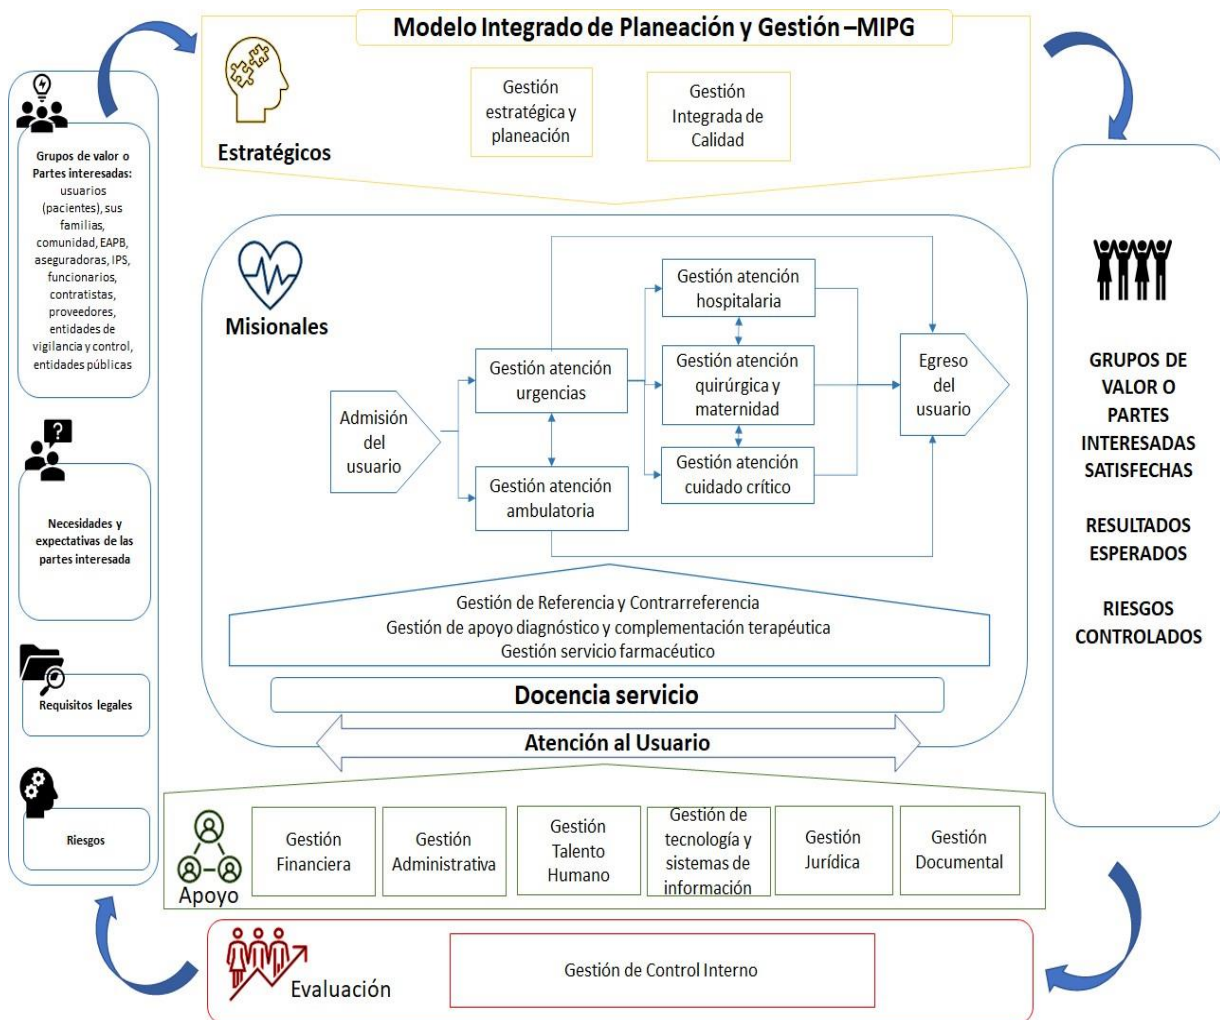 Modelo Integrado de Planeación y Gestión –MIPG
Gestión
estratégica y
planeación
Gestión
Integrada de
Calidad
Estratégicos
Grupos de valor o
Partes interesadas:
usuarios
(pacientes), sus
familias,
comunidad, EAPB,
aseguradoras, IPS,
funcionarios,
contratistas,
proveedores,
entidades de
vigilancia y control,
entidades públicas
Necesidades y
expectativas de las
partes interesada
Requisitos legales
Riesgos
Misionales
Admisión
del
usuario
Gestión atención
urgencias
Gestión atención
ambulatoria
Gestión atención
hospitalaria
Gestión atención
quirúrgica y
maternidad
Gestión atención
cuidado crítico
Egreso
del
usuario
Gestión de Referencia y Contrarreferencia
Gestión de apoyo diagnóstico y complementación terapéutica
Gestión servicio farmacéutico
Docencia servicio
Atención al Usuario
Apoyo
Gestión
Financiera
Gestión
Administrativa
Gestión
Talento
Humano
Gestión de
tecnología y
sistemas de
información
Gestión
Jurídica
Gestión
Documental
Evaluación
Gestión de Control Interno
GRUPOS DE
VALOR O
PARTES
INTERESADAS
SATISFECHAS
RESULTADOS
ESPERADOS
RIESGOS
CONTROLADOS